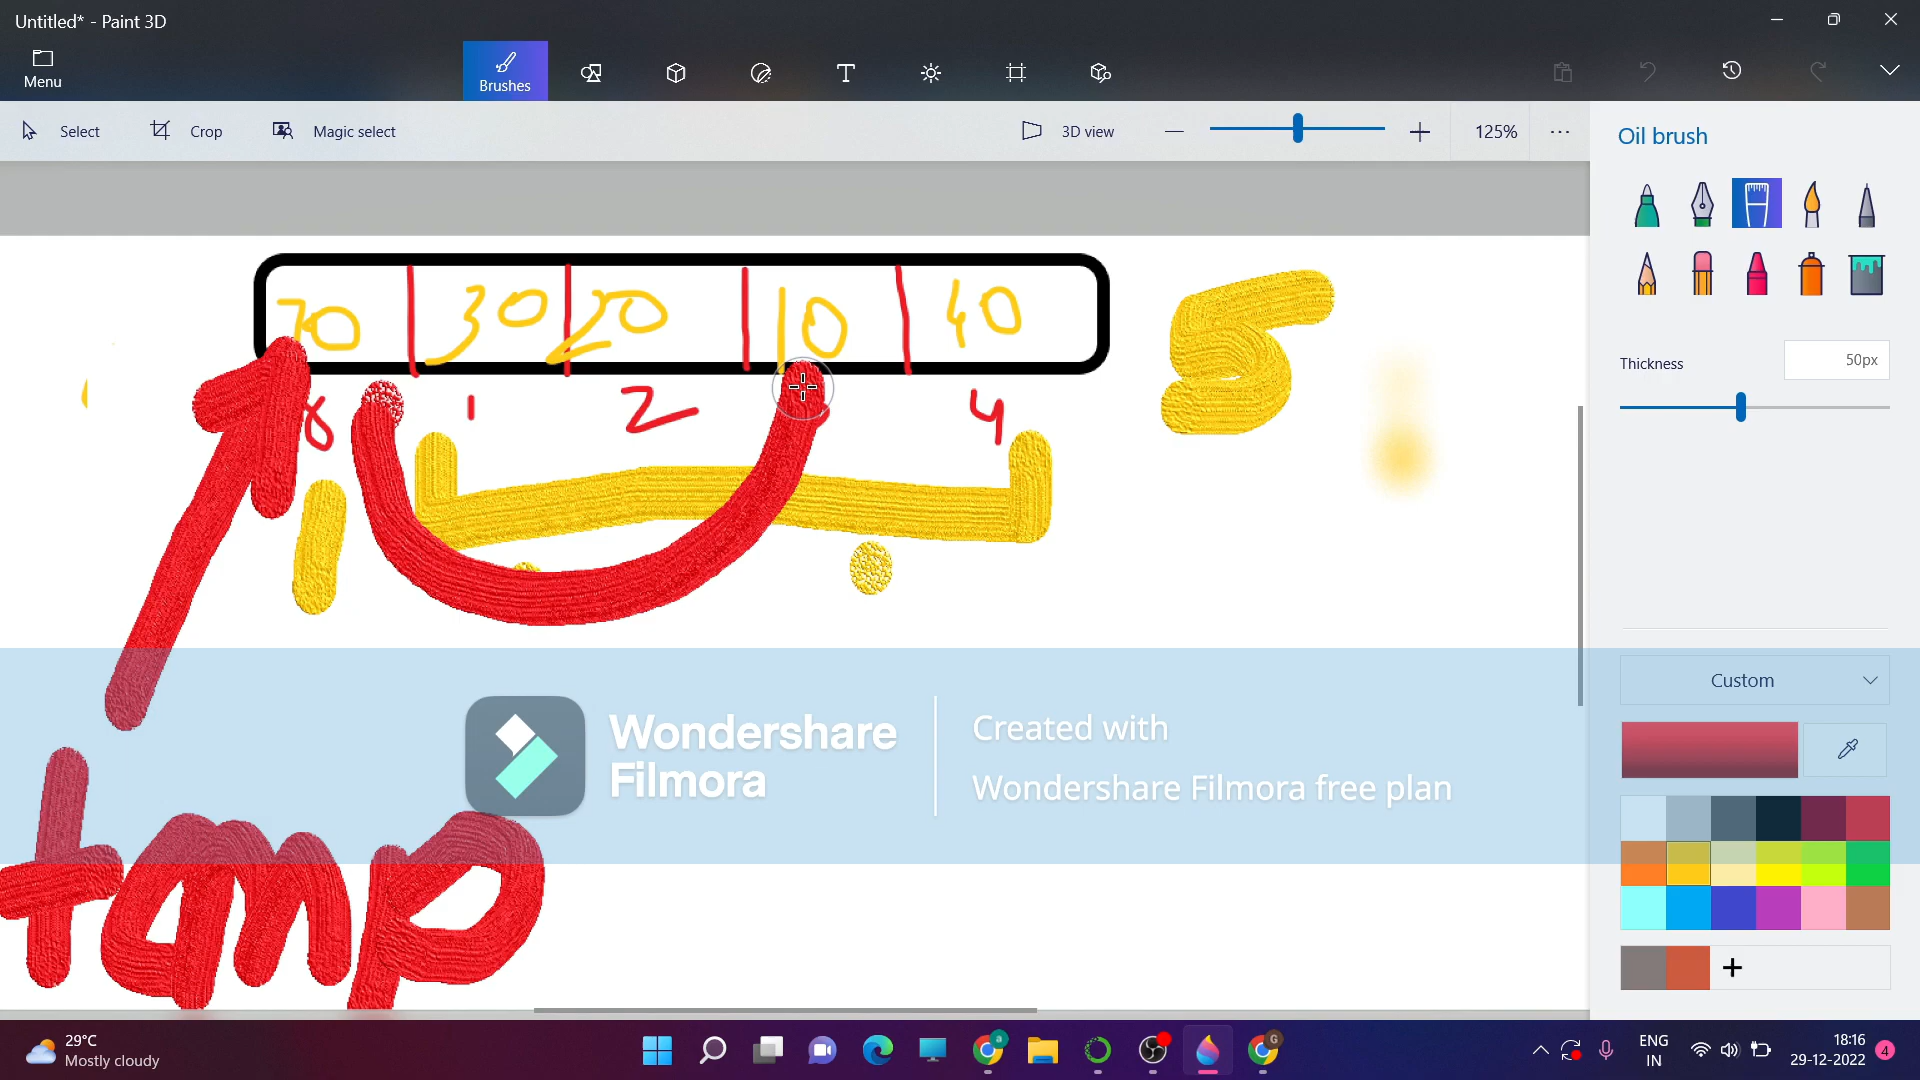 Untitled* - Paint 3D
Menu
Brushes
Select
Crop
Magic select
3D view
125%
Oil brush
70 30 20 10 40
5
1 2 4
Thickness
50px
Custom
Wondershare
Filmora
Created with
Wondershare Filmora free plan
tmp
29°C
Mostly cloudy
ENG
IN
18:16
29-12-2022
4